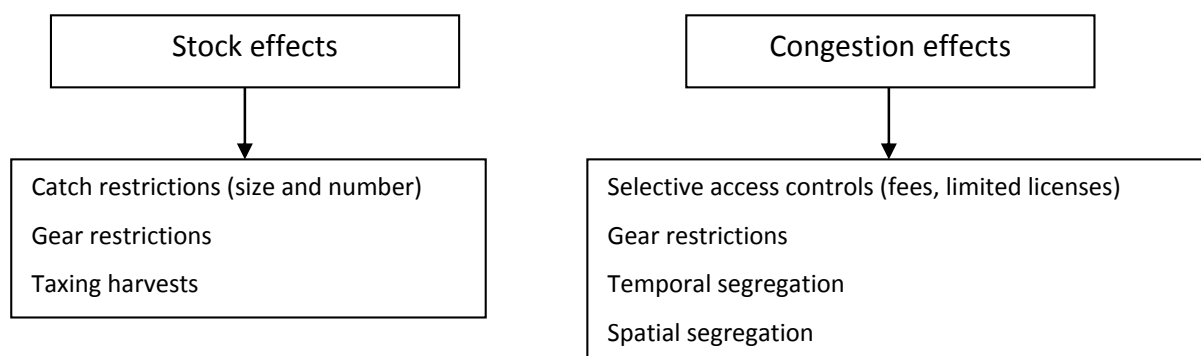 Stock effects
Catch restrictions (size and number)
Gear restrictions
Taxing harvests
Congestion effects
Selective access controls (fees, limited licenses)
Gear restrictions
Temporal segregation
Spatial segregation